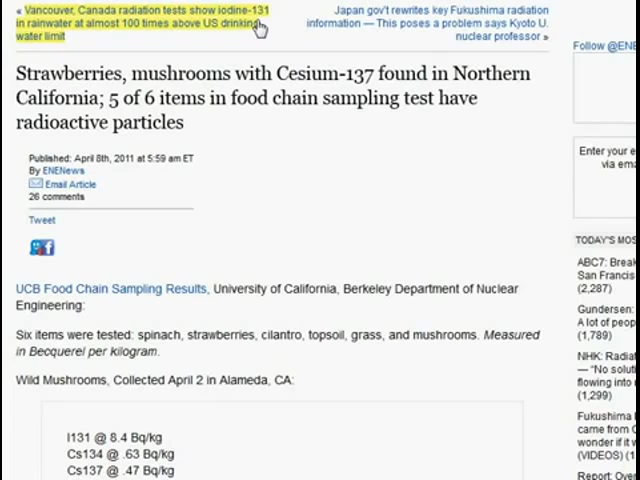 « Vancouver, Canada radiation tests show iodine-131
in rainwater at almost 100 times above US drinking
water limit
Japan gov't rewrites key Fukushima radiation
information — This poses a problem says Kyoto U.
nuclear professor »
Follow @ENE
Strawberries, mushrooms with Cesium-137 found in Northern
California; 5 of 6 items in food chain sampling test have
radioactive particles
Published: April 8th, 2011 at 5:59 am ET
By ENENews
Email Article
26 comments
Tweet
UCB Food Chain Sampling Results, University of California, Berkeley Department of Nuclear
Engineering:
Six items were tested: spinach, strawberries, cilantro, topsoil, grass, and mushrooms. Measured
in Becquerel per kilogram.
Wild Mushrooms, Collected April 2 in Alameda, CA:
I131 @ 8.4 Bq/kg
Cs134 @ .63 Bq/kg
Cs137 @ .47 Bq/kg
Enter your e
via ema
TODAY'S MOS
ABC7: Break
San Francis
(2,287)
Gundersen:
A lot of peop
(1,789)
NHK: Radia
— "No soluti
flowing into
(1,299)
Fukushima
came from C
wonder if it w
(VIDEOS) (1
Report: Over